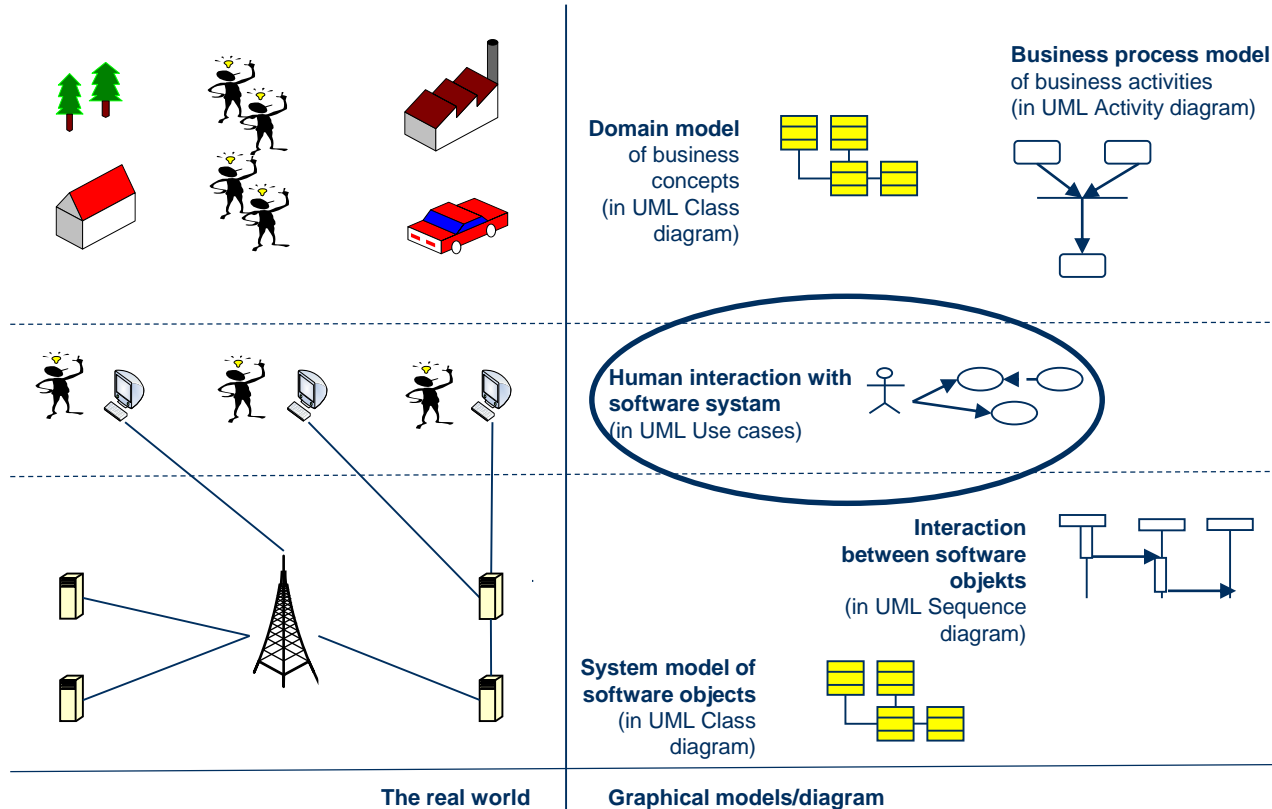 Business process model
of business activities
(in UML Activity diagram)
Domain model
of business
concepts
(in UML Class
diagram)
Human interaction with
software systam
(in UML Use cases)
Interaction
between software
objekts
(in UML Sequence
diagram)
System model of
software objects
(in UML Class
diagram)
The real world
Graphical models/diagram